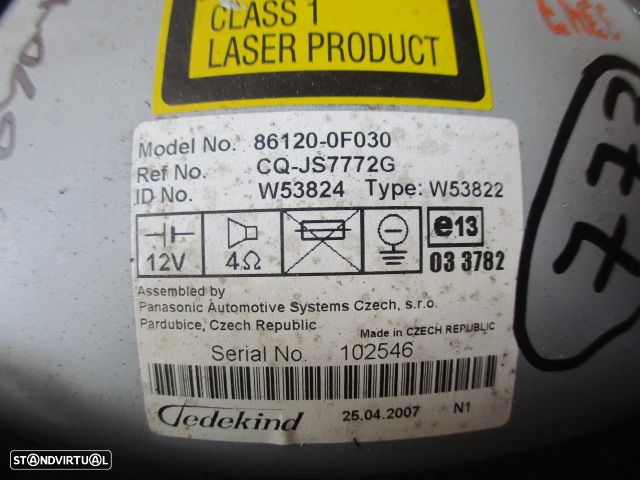 CLASS 1
LASER PRODUCT
Model No. 86120-0F030
Ref No. CQ-JS7772G
ID No. W53824 Type: W53822
12V 4Ω e13
03 3782
Assembled by
Panasonic Automotive Systems Czech, s.r.o.
Pardubice, Czech Republic Made in CZECH REPUBLIC
Serial No. 102546
Tedekind 25.04.2007 N1
777
STANDVIRTUAL